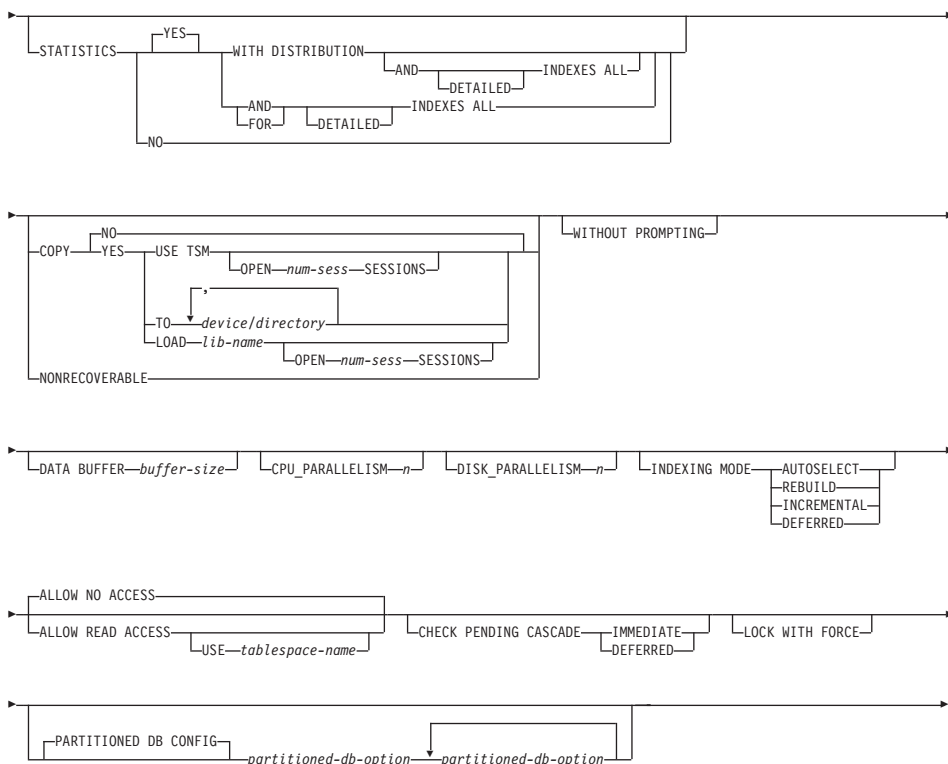 YES
STATISTICS WITH DISTRIBUTION
AND INDEXES ALL
DETAILED
AND INDEXES ALL
FOR DETAILED
NO
NO
COPY YES USE TSM
OPEN num-sess SESSIONS
,
TO device/directory
LOAD lib-name
OPEN num-sess SESSIONS
NONRECOVERABLE
WITHOUT PROMPTING
DATA BUFFER buffer-size CPU_PARALLELISM n DISK_PARALLELISM n INDEXING MODE AUTOSELECT
REBUILD
INCREMENTAL
DEFERRED
ALLOW NO ACCESS
ALLOW READ ACCESS
USE tablespace-name
CHECK PENDING CASCADE IMMEDIATE
DEFERRED
LOCK WITH FORCE
PARTITIONED DB CONFIG
partitioned-db-option partitioned-db-option